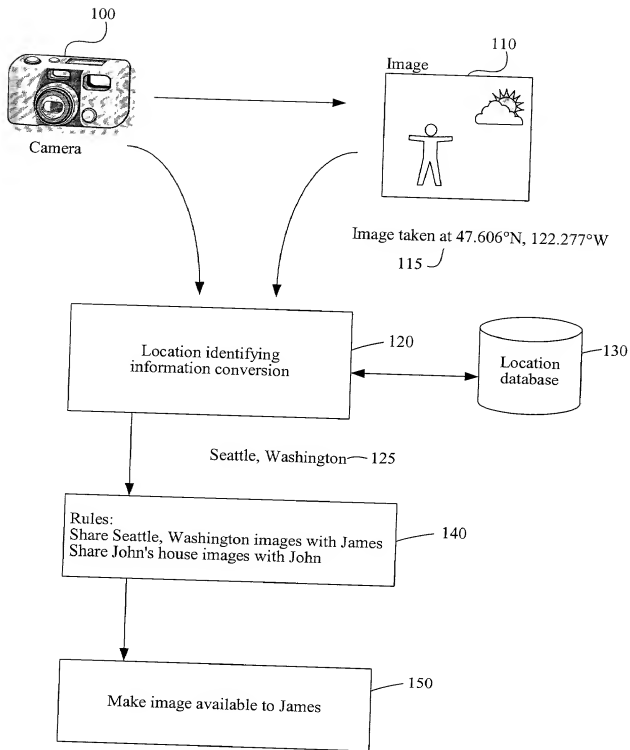 100
Camera
Image
110
Image taken at 47.606°N, 122.277°W
115
Location identifying
information conversion
120
Location
database
130
Seattle, Washington
125
Rules:
Share Seattle, Washington images with James
Share John's house images with John
140
Make image available to James
150